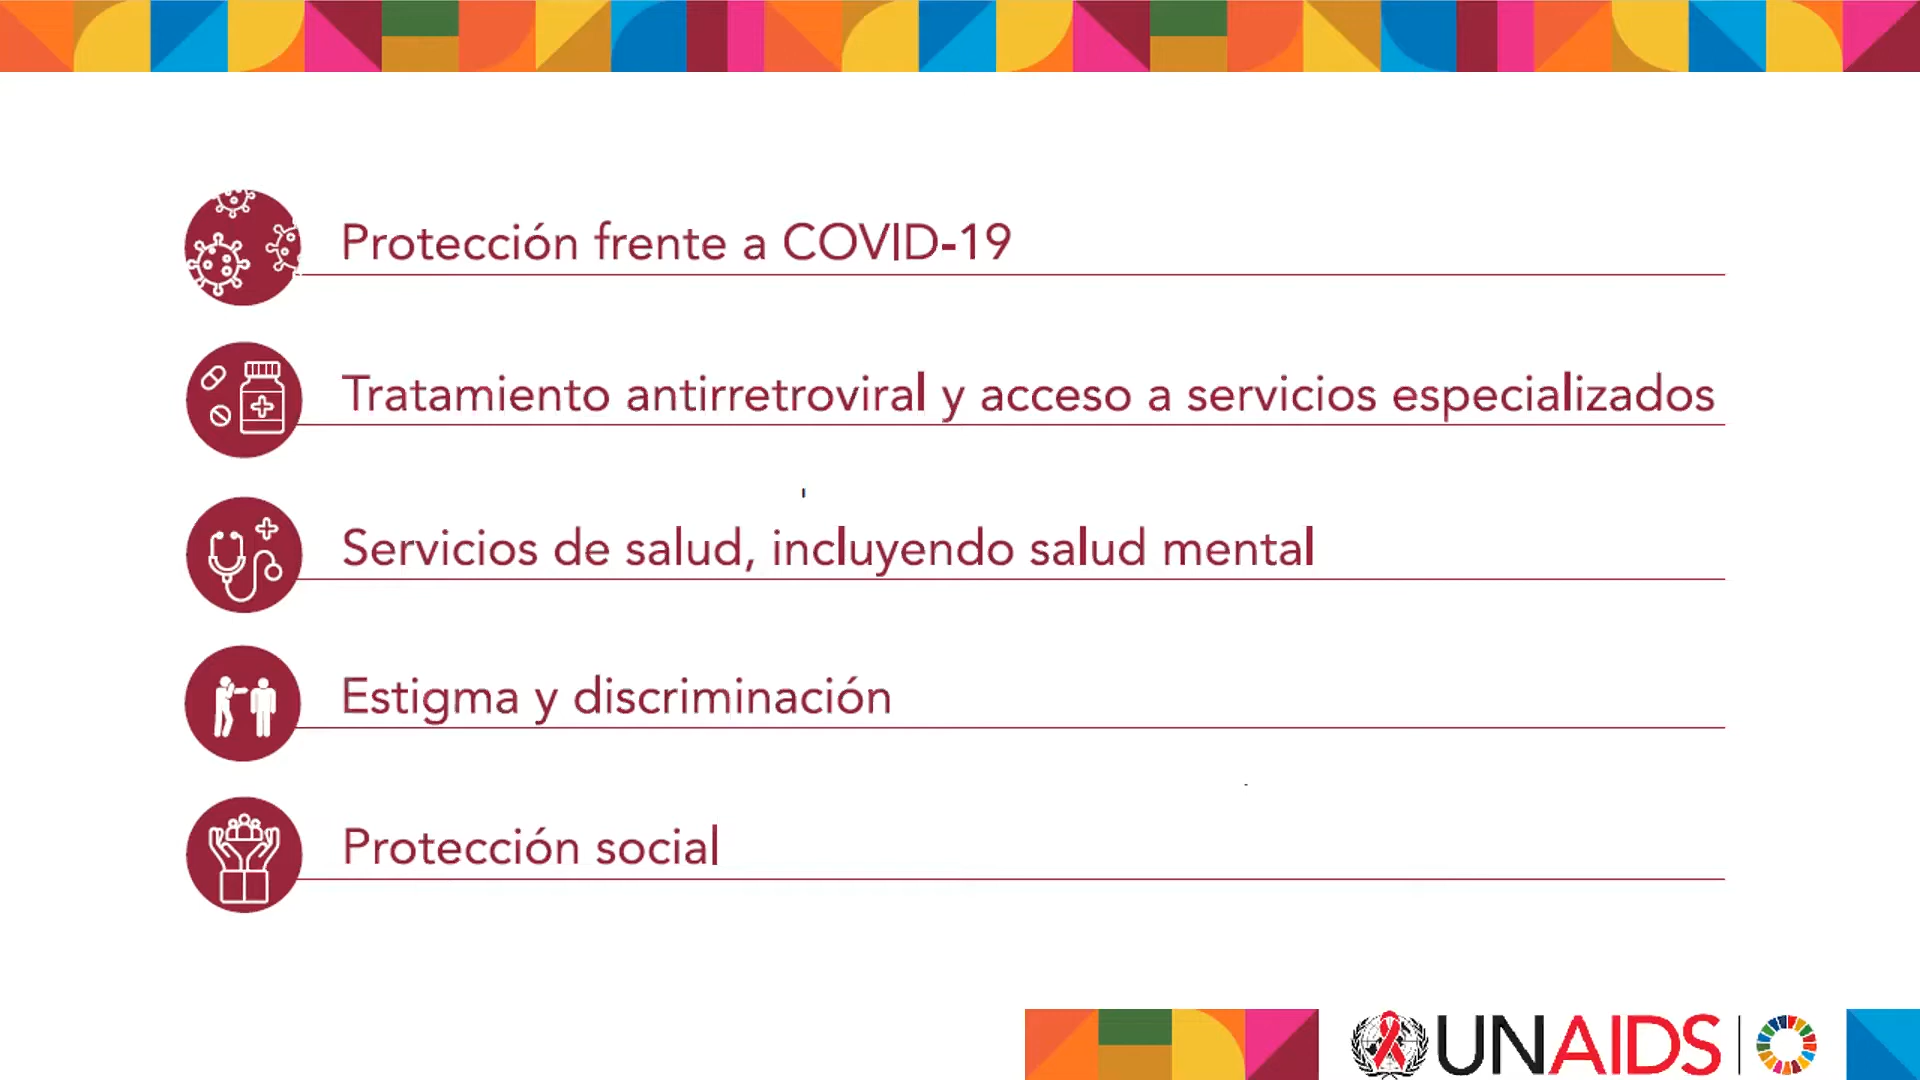 Protección frente a COVID-19
Tratamiento antirretroviral y acceso a servicios especializados
Servicios de salud, incluyendo salud mental
Estigma y discriminación
Protección social
UNAIDS